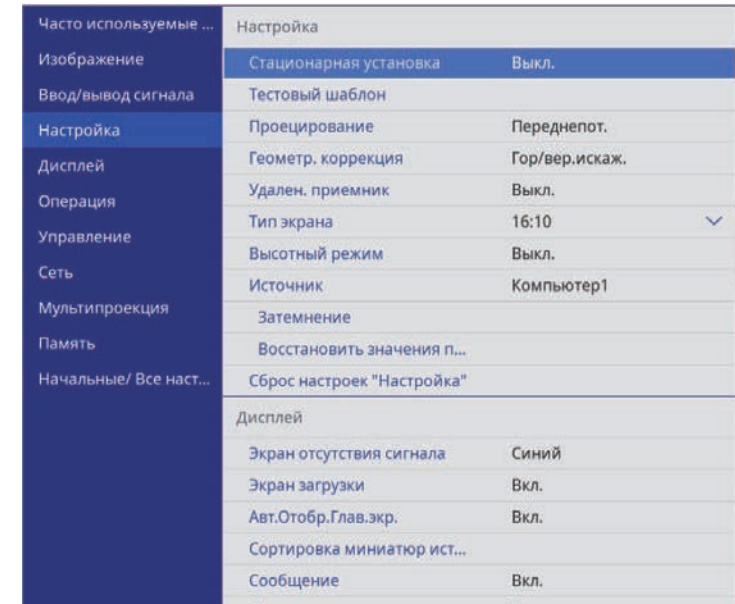 Часто используемые ...
Изображение
Ввод/вывод сигнала
Настройка
Дисплей
Операция
Управление
Сеть
Мультипроекция
Память
Начальные/ Все наст...
Настройка
Стационарная установка Выкл.
Тестовый шаблон
Проецирование Переднепот.
Геометр. коррекция Гор/вер.искаж.
Удален. приемник Выкл.
Тип экрана 16:10
Высотный режим Выкл.
Источник Компьютер1
Затемнение
Восстановить значения п...
Сброс настроек "Настройка"
Дисплей
Экран отсутствия сигнала Синий
Экран загрузки Вкл.
Авт.Отобр.Глав.экр. Вкл.
Сортировка миниатюр ист...
Сообщение Вкл.